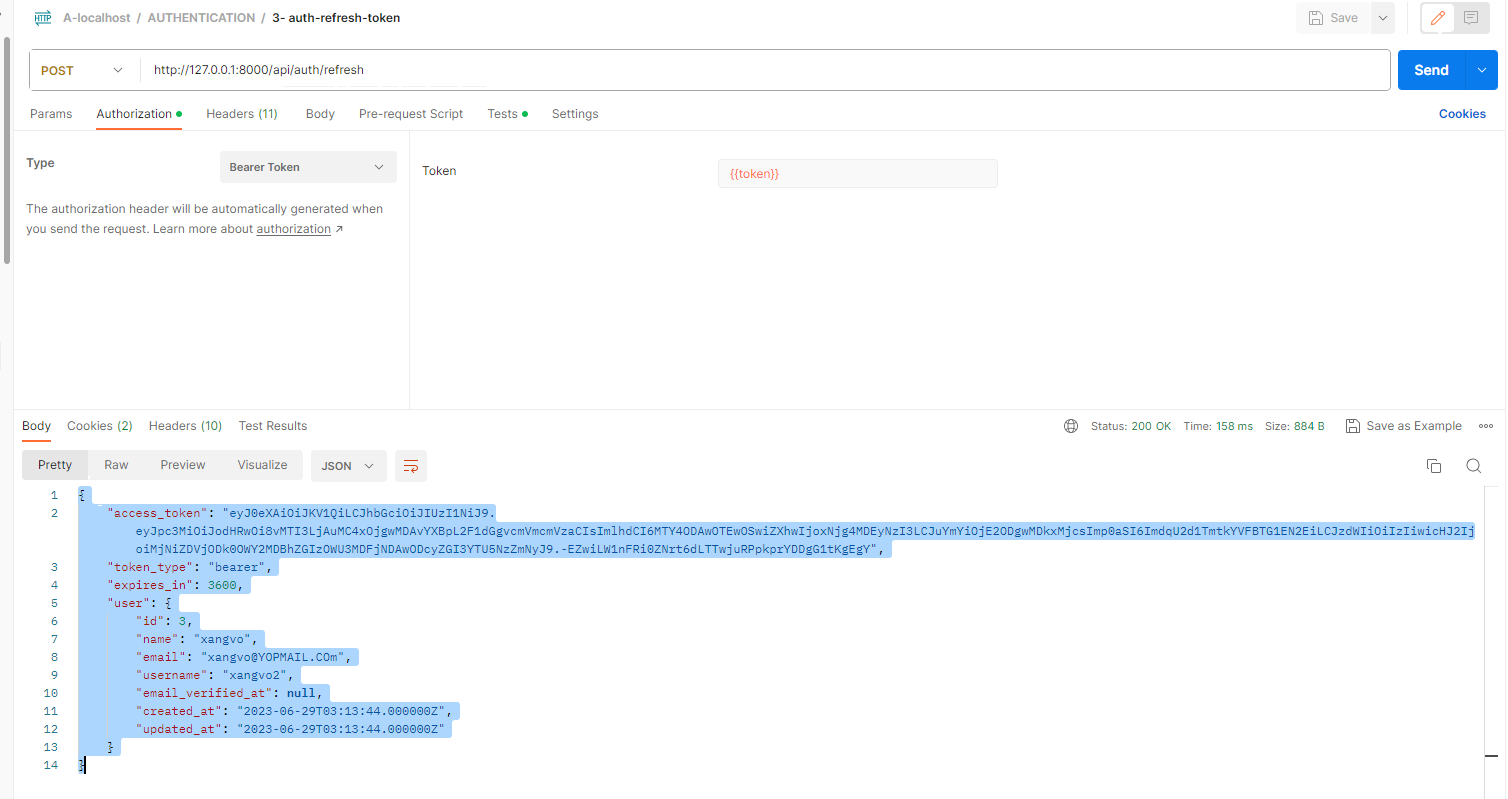 HTTP A-localhost / AUTHENTICATION / 3- auth-refresh-token
Save
POST http://127.0.0.1:8000/api/auth/refresh
Send
Params Authorization Headers (11) Body Pre-request Script Tests Settings
Cookies
Type
Bearer Token
Token
{{token}}
The authorization header will be automatically generated when
you send the request. Learn more about authorization ↗
Body Cookies (2) Headers (10) Test Results
Status: 200 OK Time: 158 ms Size: 884 B Save as Example
Pretty Raw Preview Visualize JSON
1 {
2 "access_token": "eyJ0eXAiOiJKV1QiLCJhbGciOiJIUzI1NiJ9.
eyJpc3MiOiJodHRwOi8vMTI3LjAuMC4xOjgwMDAvYXBpL2F1dGgvcmVmcmVzaCIsImlhdCI6MTY4ODAwOTEwOSwiZXhwIjoxNjg4MDEyNzI3LCJuYmYiOjE2ODgwMDkxMjcsImp0aSI6ImdqU2d1TmtkYVFBTG1EN2EiLCJzdWIiOiIzIiwicHJ2Ij
oiMjNiZDVjODk0OWY2MDBhZGIzOWU3MDFjNDAwODcyZGI3YTU5NzZmNyJ9.-EZwiLW1nFRi0ZNrt6dLTTwjuRPpkprYDDgG1tKgEgY",
3 "token_type": "bearer",
4 "expires_in": 3600,
5 "user": {
6 "id": 3,
7 "name": "xangvo",
8 "email": "xangvo@YOPMAIL.COm",
9 "username": "xangvo2",
10 "email_verified_at": null,
11 "created_at": "2023-06-29T03:13:44.000000Z",
12 "updated_at": "2023-06-29T03:13:44.000000Z"
13 }
14 }